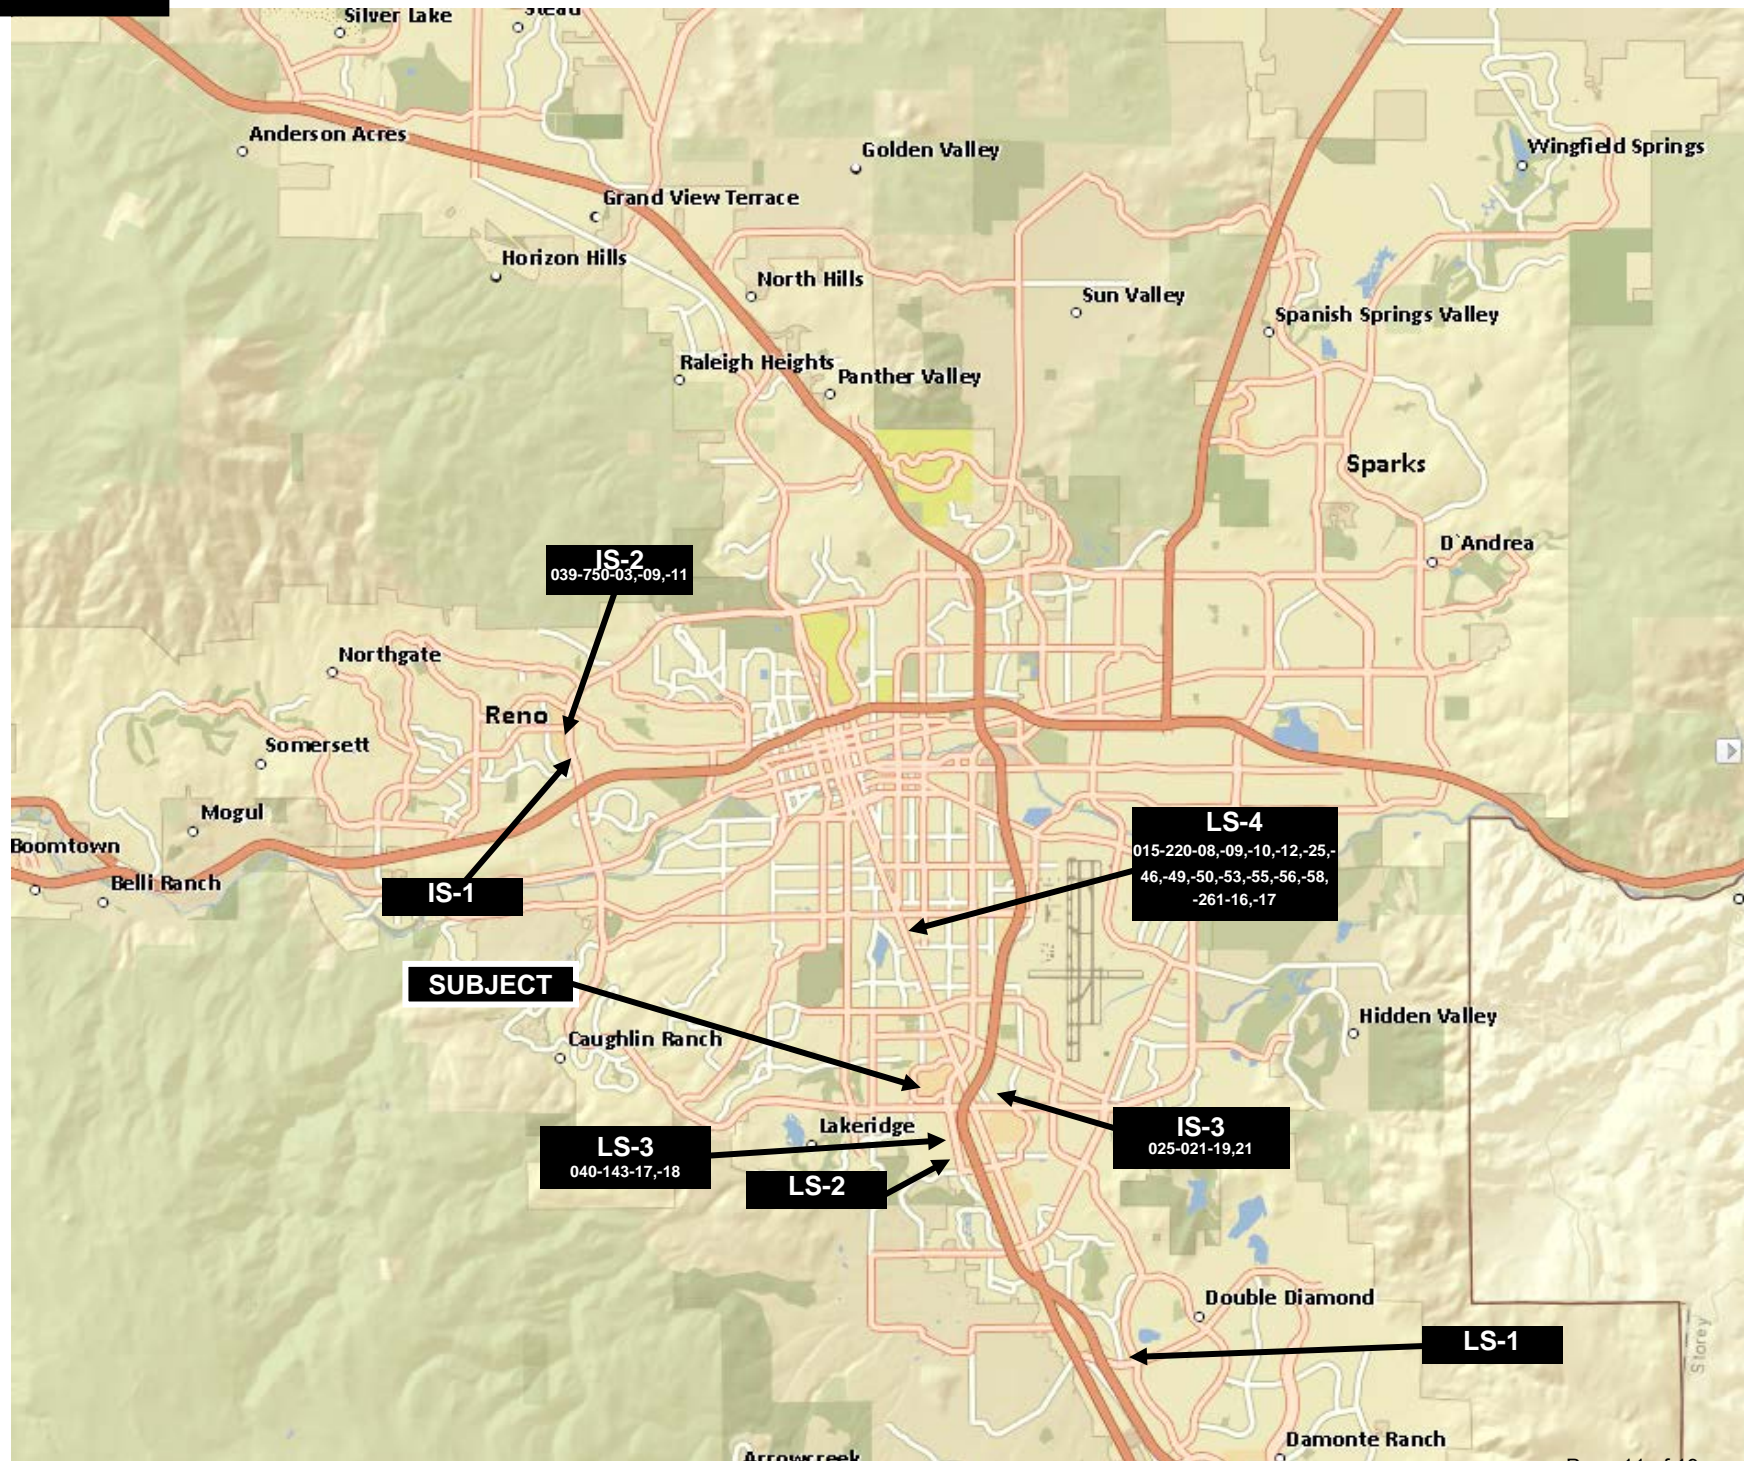 Silver Lake
Stead
Anderson Acres
Golden Valley
Wingfield Springs
Grand View Terrace
Horizon Hills
North Hills
Sun Valley
Spanish Springs Valley
Raleigh Heights
Panther Valley
Sparks
D'Andrea
IS-2
039-750-03,-09,-11
Northgate
Reno
Somersett
Mogul
Boomtown
Belli Ranch
IS-1
LS-4
015-220-08,-09,-10,-12,-25,-
46,-49,-50,-53,-55,-56,-58,
-261-16,-17
SUBJECT
Hidden Valley
Caughlin Ranch
Lakeridge
LS-3
040-143-17,-18
LS-2
IS-3
025-021-19,21
Double Diamond
LS-1
Storey
Damonte Ranch
Arrowcreek